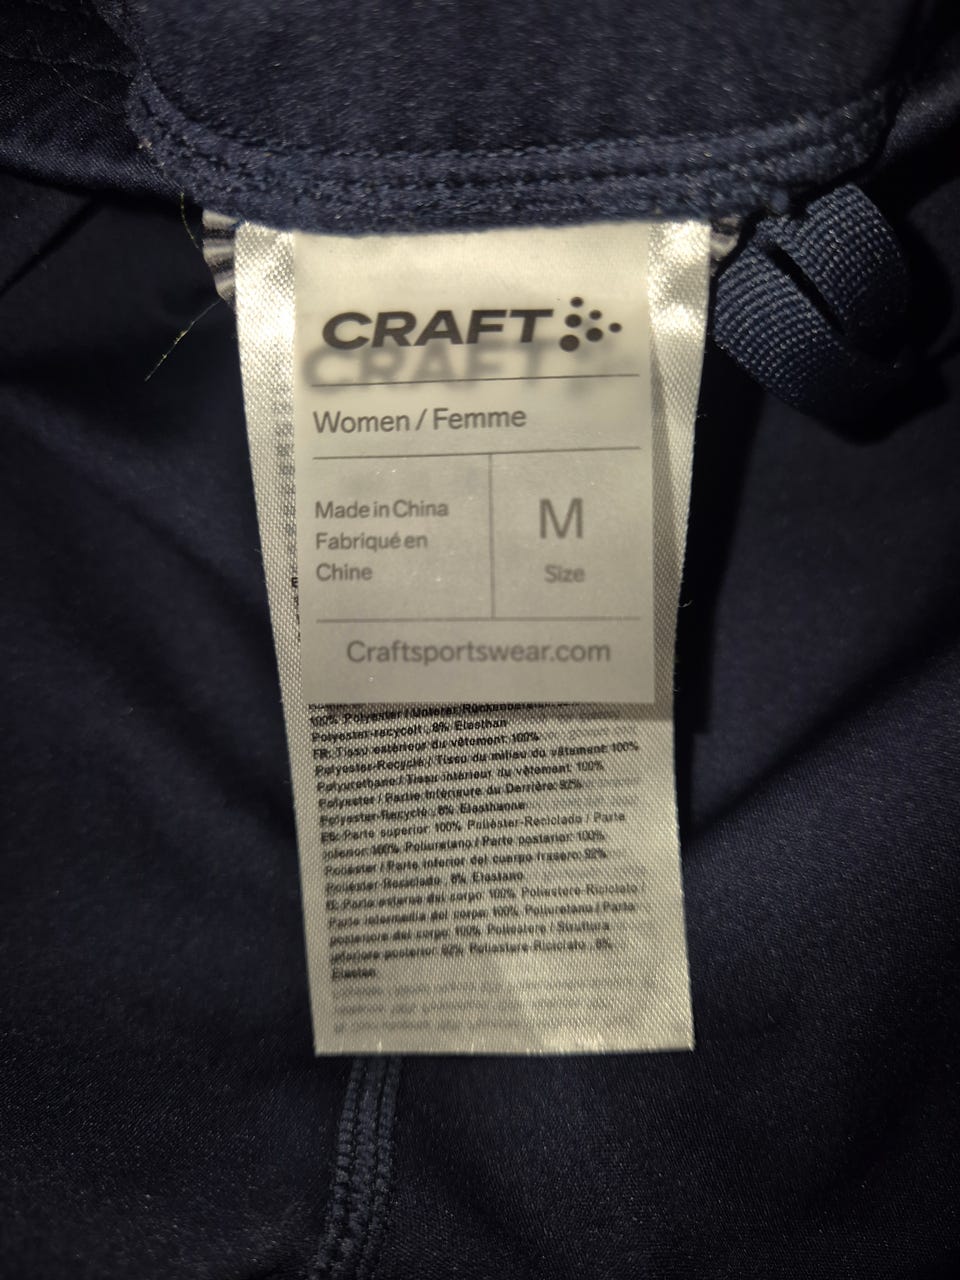 CRAFT
Women / Femme
Made in China
Fabriqué en
Chine
M
Size
Craftsportswear.com
100% Polyester / Unterer
Polyester-recycelt , 8% Elasthan
FR: Tissu extérieur du vêtement: 100%
Polyester-Recyclé / Tissu du milieu du vêtement: 100%
Polyurethane / Tissu intérieur du vêtement: 100%
Polyester / Partie Intérieure du Derrière: 92%
Polyester-Recyclé , 8% Elasthanne
ES: Parte superior: 100% Poliéster-Reciclado / Parte
inferior: 100% Poliuretano / Parte posterior: 100%
Poliéster / Parte inferior del cuerpo trasero: 92%
Poliéster-Reciclado , 8% Elastano
IT: Parte esterna del corpo: 100% Poliestere-Riciclato /
Parte intermedia del corpo: 100% Poliuretano / Parte
posteriore del corpo: 100% Poliestere / Struttura
inferiore posteriore: 92% Poliestere-Riciclato , 8%
Elastan